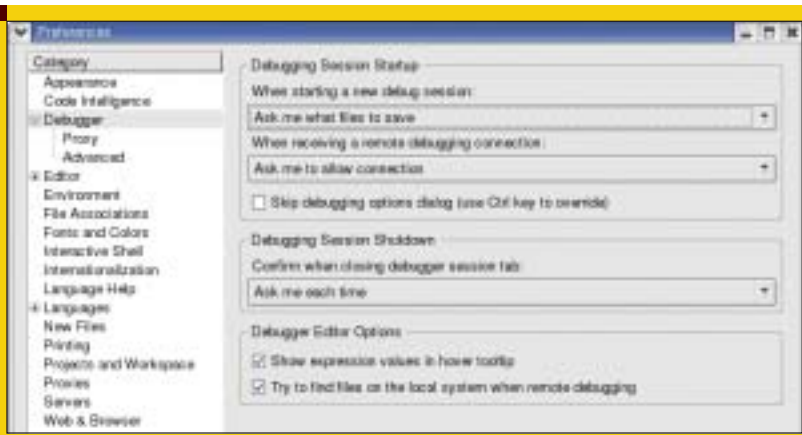 Preferences
Category
Appearance
Code Intelligence
Debugger
Proxy
Advanced
Editor
Environment
File Associations
Fonts and Colors
Interactive Shell
Internationalization
Language Help
Languages
New Files
Printing
Projects and Workspace
Proxies
Servers
Web & Browser
Debugging Session Startup
When starting a new debug session:
Ask me what files to save
When receiving a remote debugging connection:
Ask me to allow connection
Skip debugging options dialog (use Ctrl key to override)
Debugging Session Shutdown
Confirm when closing debugger session tab:
Ask me each time
Debugger Editor Options
Show expression values in hover tooltip
Try to find files on the local system when remote debugging